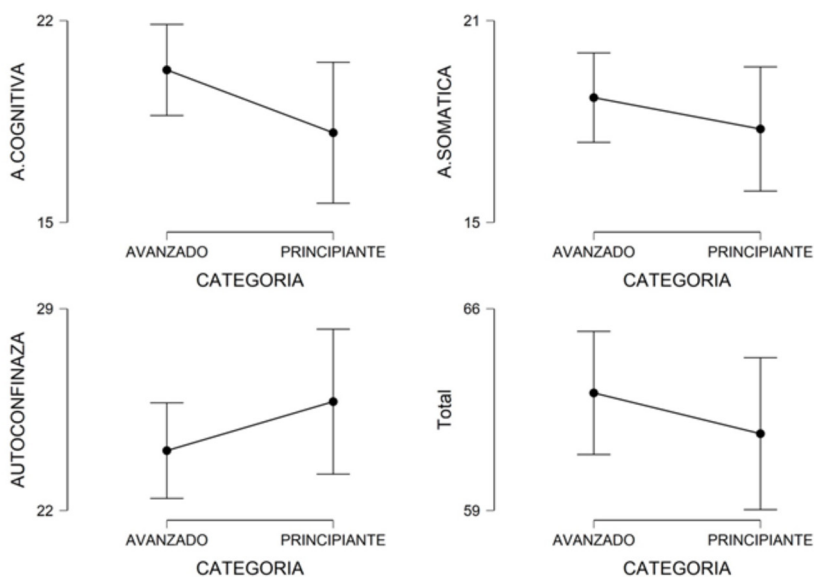 22
A.COGNITIVA
15
AVANZADO PRINCIPIANTE
CATEGORIA
21
A.SOMATICA
15
AVANZADO PRINCIPIANTE
CATEGORIA
29
AUTOCONFINAZA
22
AVANZADO PRINCIPIANTE
CATEGORIA
66
Total
59
AVANZADO PRINCIPIANTE
CATEGORIA